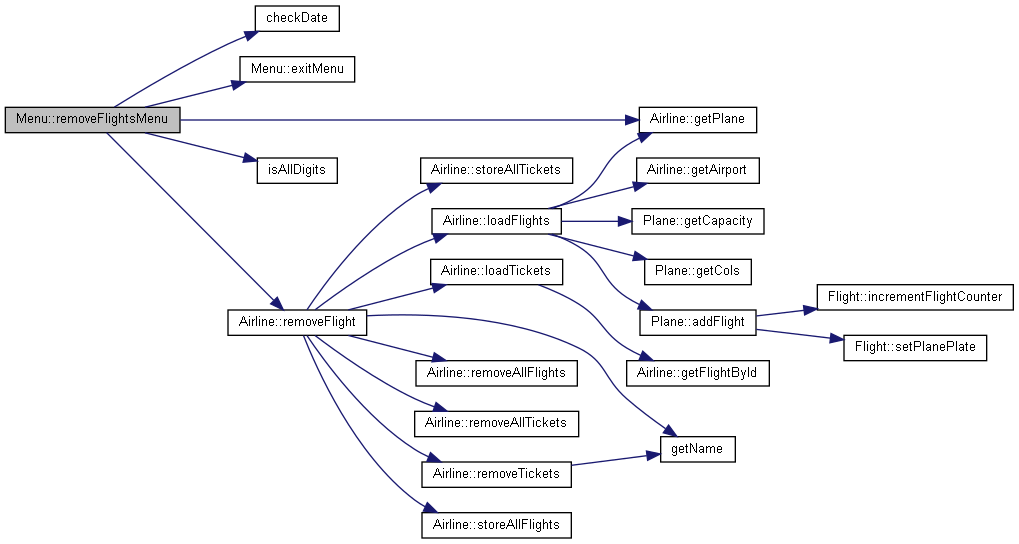 checkDate
Menu::exitMenu
Menu::removeFlightsMenu
Airline::getPlane
isAllDigits
Airline::storeAllTickets
Airline::getAirport
Airline::loadFlights
Plane::getCapacity
Airline::loadTickets
Plane::getCols
Flight::incrementFlightCounter
Airline::removeFlight
Plane::addFlight
Flight::setPlanePlate
Airline::removeAllFlights
Airline::getFlightById
Airline::removeAllTickets
getName
Airline::removeTickets
Airline::storeAllFlights